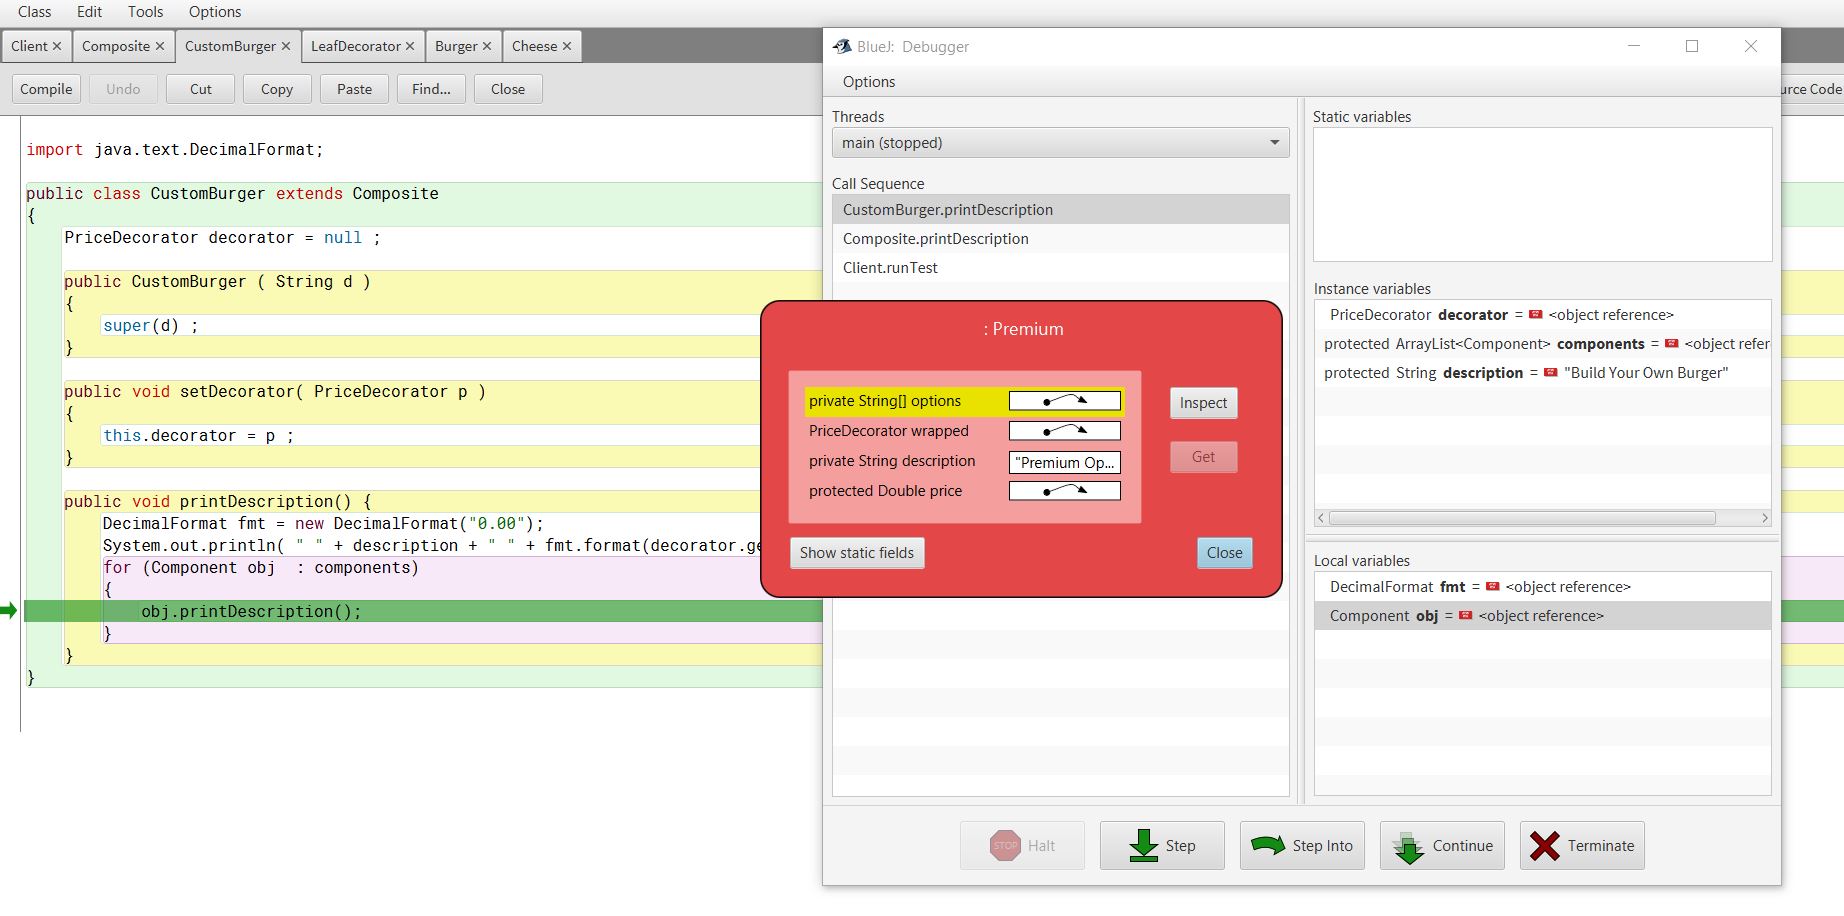 Class Edit Tools Options
Client × Composite × CustomBurger × LeafDecorator × Burger × Cheese ×
Compile Undo Cut Copy Paste Find... Close
import java.text.DecimalFormat;
public class CustomBurger extends Composite
{
PriceDecorator decorator = null ;
public CustomBurger ( String d )
{
super(d) ;
}
public void setDecorator( PriceDecorator p )
{
this.decorator = p ;
}
public void printDescription() {
DecimalFormat fmt = new DecimalFormat("0.00");
System.out.println( " " + description + " " + fmt.format(decorator.ge
for (Component obj : components)
{
obj.printDescription();
}
}
}
BlueJ: Debugger
Options
Threads
main (stopped)
Call Sequence
CustomBurger.printDescription
Composite.printDescription
Client.runTest
: Premium
private String[] options
PriceDecorator wrapped
private String description "Premium Op...
protected Double price
Inspect
Get
Show static fields
Close
Static variables
Instance variables
PriceDecorator decorator = <object reference>
protected ArrayList<Component> components = <object refer
protected String description = "Build Your Own Burger"
Local variables
DecimalFormat fmt = <object reference>
Component obj = <object reference>
STOP Halt Step Step Into Continue Terminate
urce Code